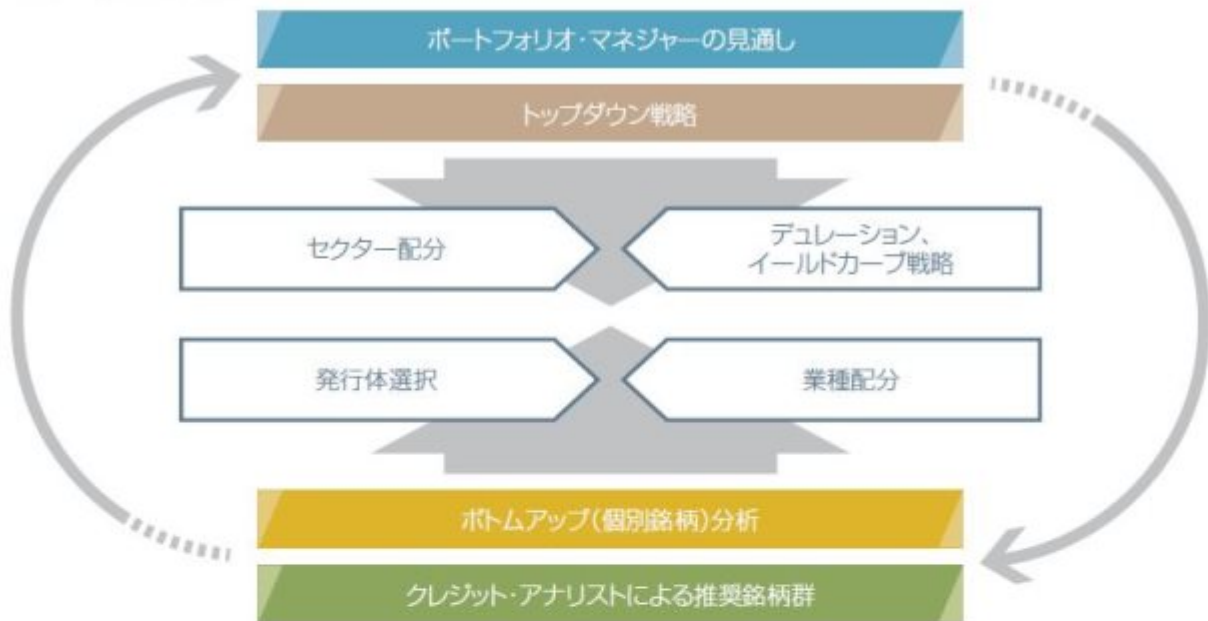 ポートフォリオ・マネジャーの見通し
トップダウン戦略
セクター配分
デュレーション、
イールドカーブ戦略
発行体選択
業種配分
ボトムアップ(個別銘柄)分析
クレジット・アナリストによる推奨銘柄群